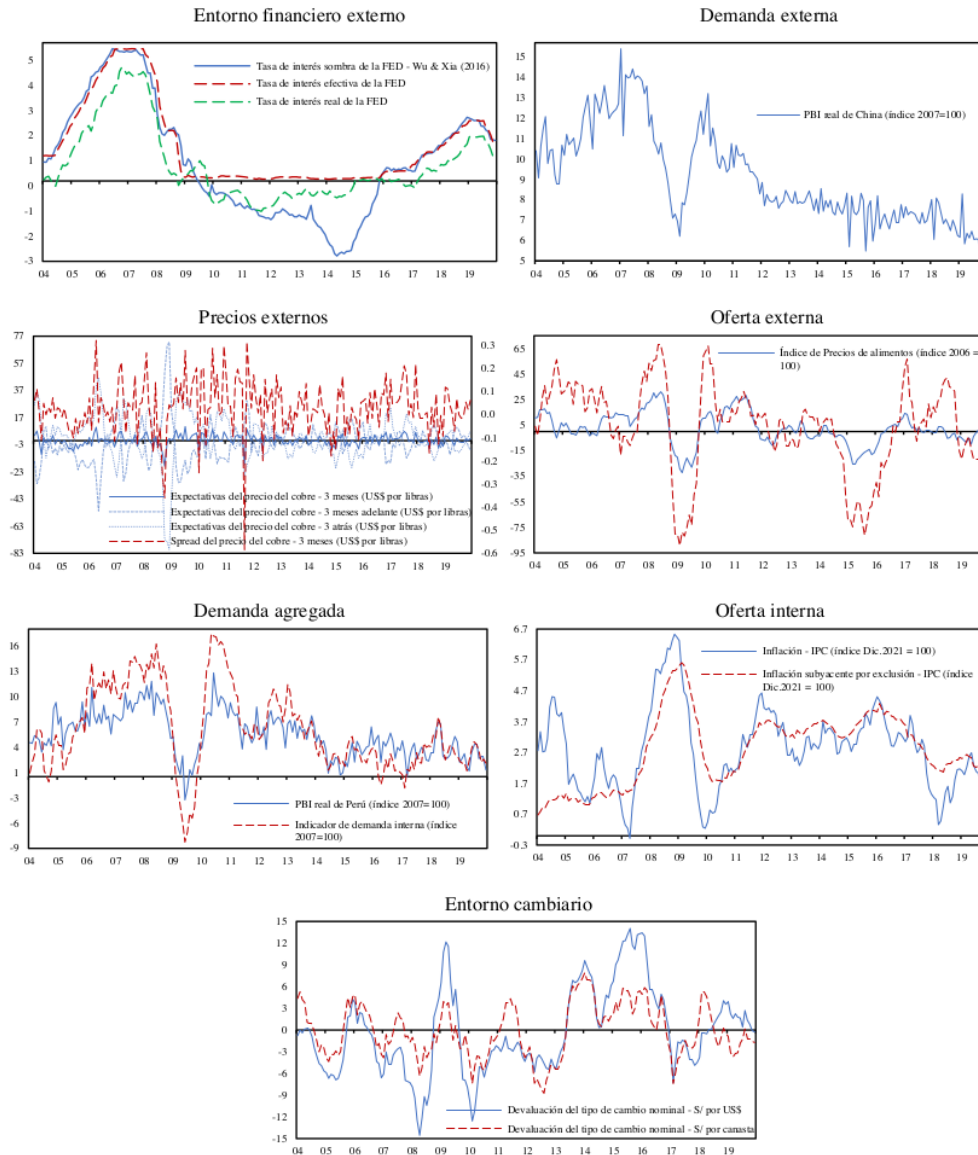 Entorno financiero externo
5
4
3
2
1
0
-1
-2
-3
Tasa de interés sombra de la FED - Wu & Xia (2016)
Tasa de interés efectiva de la FED
Tasa de interés real de la FED
04 05 06 07 08 09 10 11 12 13 14 15 16 17 18 19
Demanda externa
15
14
13
12
11
10
9
8
7
6
5
PBI real de China (índice 2007=100)
04 05 06 07 08 09 10 11 12 13 14 15 16 17 18 19
Precios externos
77
57
37
17
-3
-23
-43
-63
-83
0.3
0.2
0.1
0.0
-0.1
-0.2
-0.3
-0.4
-0.5
-0.6
Expectativas del precio del cobre - 3 meses (US$ por libras)
Expectativas del precio del cobre - 3 meses adelante (US$ por libras)
Expectativas del precio del cobre - 3 atrás (US$ por libras)
Spread del precio del cobre - 3 meses (US$ por libras)
04 05 06 07 08 09 10 11 12 13 14 15 16 17 18 19
Oferta externa
65
45
25
5
-15
-35
-55
-75
-95
Índice de Precios de alimentos (índice 2006 =
100)
04 05 06 07 08 09 10 11 12 13 14 15 16 17 18 19
Demanda agregada
16
13
10
7
4
1
-3
-6
-9
PBI real de Perú (índice 2007=100)
Indicador de demanda interna (índice
2007=100)
04 05 06 07 08 09 10 11 12 13 14 15 16 17 18 19
Oferta interna
6.7
5.7
4.7
3.7
2.7
1.7
0.7
-0.3
Inflación - IPC (índice Dic.2021 = 100)
Inflación subyacente por exclusión - IPC (índice
Dic.2021 = 100)
04 05 06 07 08 09 10 11 12 13 14 15 16 17 18 19
Entorno cambiario
15
12
9
6
3
0
-3
-6
-9
-12
-15
Devaluación del tipo de cambio nominal - S/ por US$
Devaluación del tipo de cambio nominal - S/ por canasta
04 05 06 07 08 09 10 11 12 13 14 15 16 17 18 19